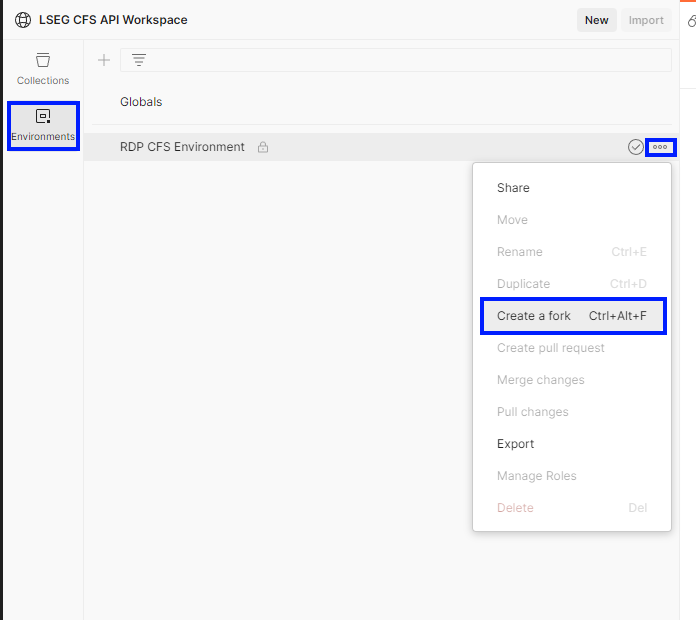 LSEG CFS API Workspace
New
Import
Collections
Environments
Globals
RDP CFS Environment
Share
Move
Rename Ctrl+E
Duplicate Ctrl+D
Create a fork Ctrl+Alt+F
Create pull request
Merge changes
Pull changes
Export
Manage Roles
Delete Del